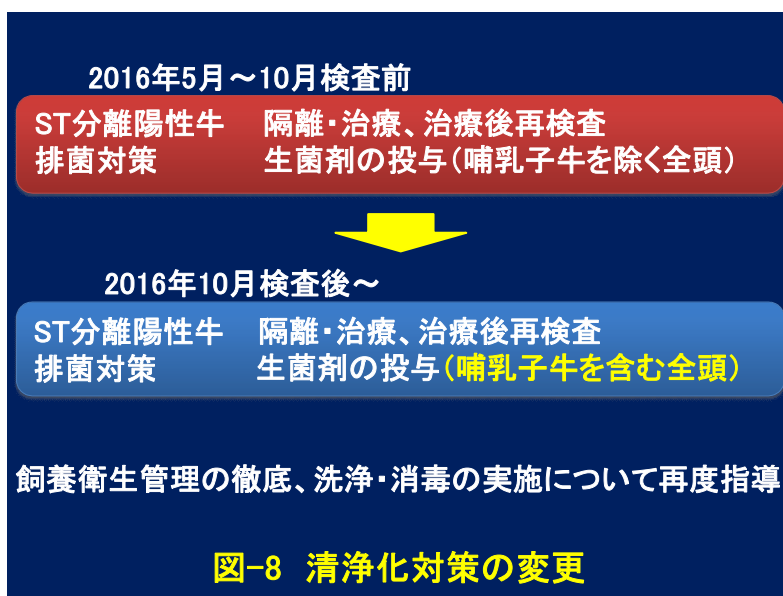 2016年5月～10月検査前
ST分離陽性牛　隔離・治療、治療後再検査
排菌対策　生菌剤の投与（哺乳子牛を除く全頭）
2016年10月検査後～
ST分離陽性牛　隔離・治療、治療後再検査
排菌対策　生菌剤の投与（哺乳子牛を含む全頭）
飼養衛生管理の徹底、洗浄・消毒の実施について再度指導
図-8　清浄化対策の変更